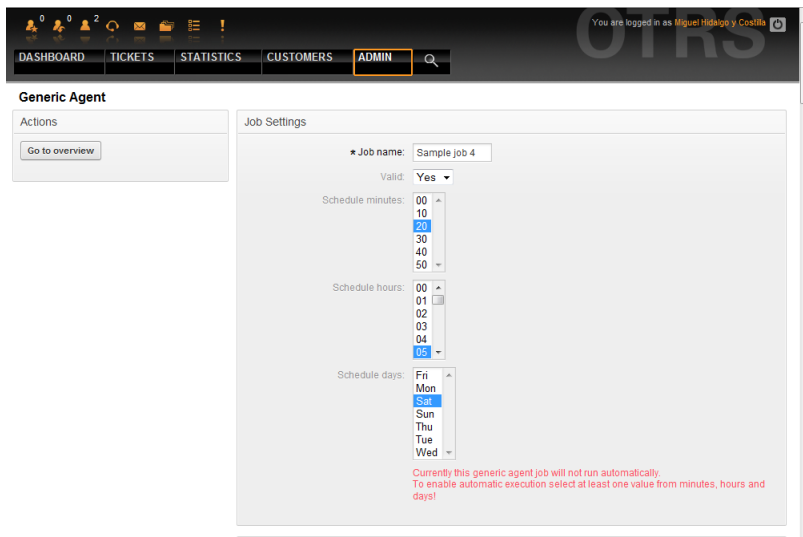 OTRS
0 0 2
You are logged in as Miguel Hidalgo y Costilla
DASHBOARD TICKETS STATISTICS CUSTOMERS ADMIN
Generic Agent
Actions
Go to overview
Job Settings
★ Job name: Sample job 4
Valid: Yes
Schedule minutes: 00
10
20
30
40
50
Schedule hours: 00
01
02
03
04
05
Schedule days: Fri
Mon
Sat
Sun
Thu
Tue
Wed
Currently this generic agent job will not run automatically.
To enable automatic execution select at least one value from minutes, hours and
days!